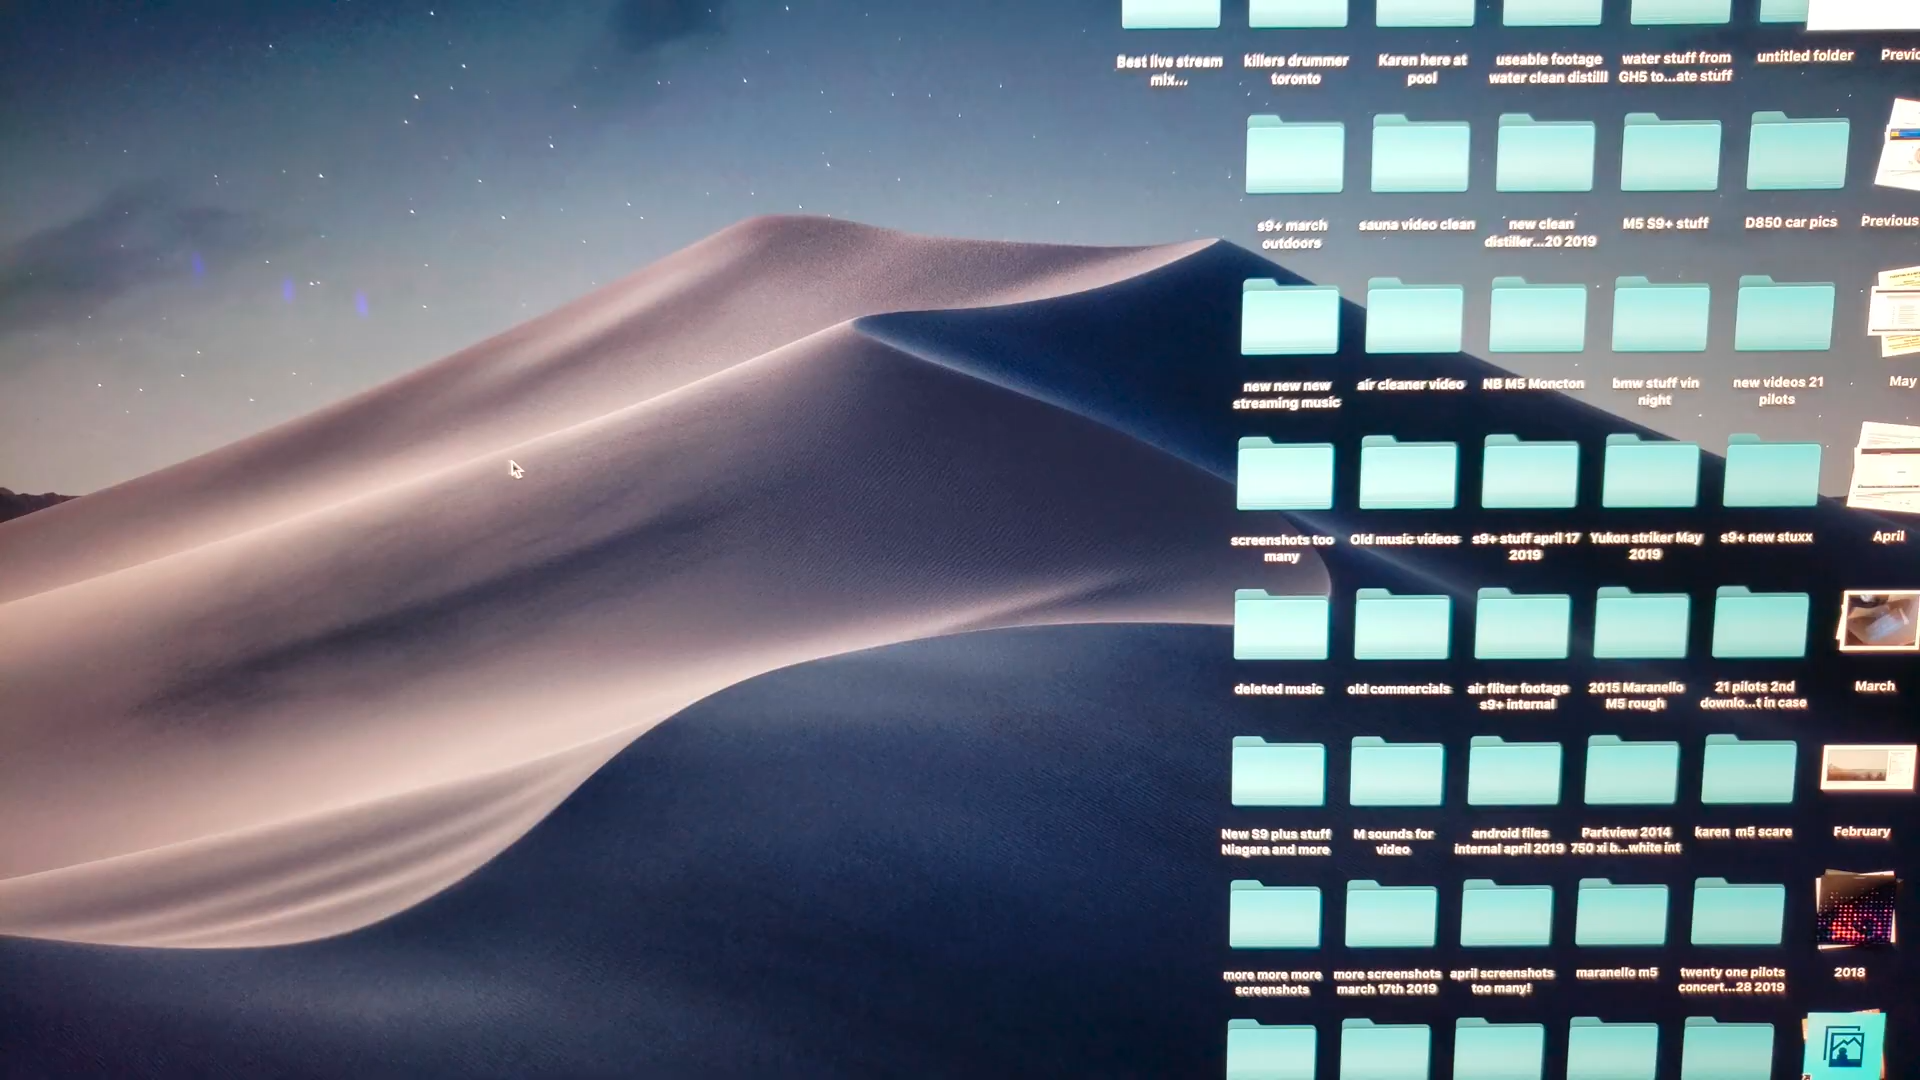 Best live stream
mix...
killers drummer
toronto
Karen here at
pool
useable footage
water clean distilll
water stuff from
GH5 to...ate stuff
untitled folder
Previo
s9+ march
outdoors
sauna video clean
new clean
distiller...20 2019
M5 S9+ stuff
D850 car pics
Previous
new new new
streaming music
air cleaner video
NB M5 Moncton
bmw stuff vin
night
new videos 21
pilots
May
screenshots too
many
Old music videos
s9+ stuff april 17
2019
Yukon striker May
2019
s9+ new stuxx
April
deleted music
old commercials
air fliter footage
s9+ internal
2015 Maranello
M5 rough
21 pilots 2nd
downlo...t in case
March
New S9 plus stuff
Niagara and more
M sounds for
video
android files
internal april 2019
Parkview 2014
750 xi b...white int
karen m5 scare
February
more more more
screenshots
more screenshots
march 17th 2019
april screenshots
too many!
maranello m5
twenty one pilots
concert...28 2019
2018